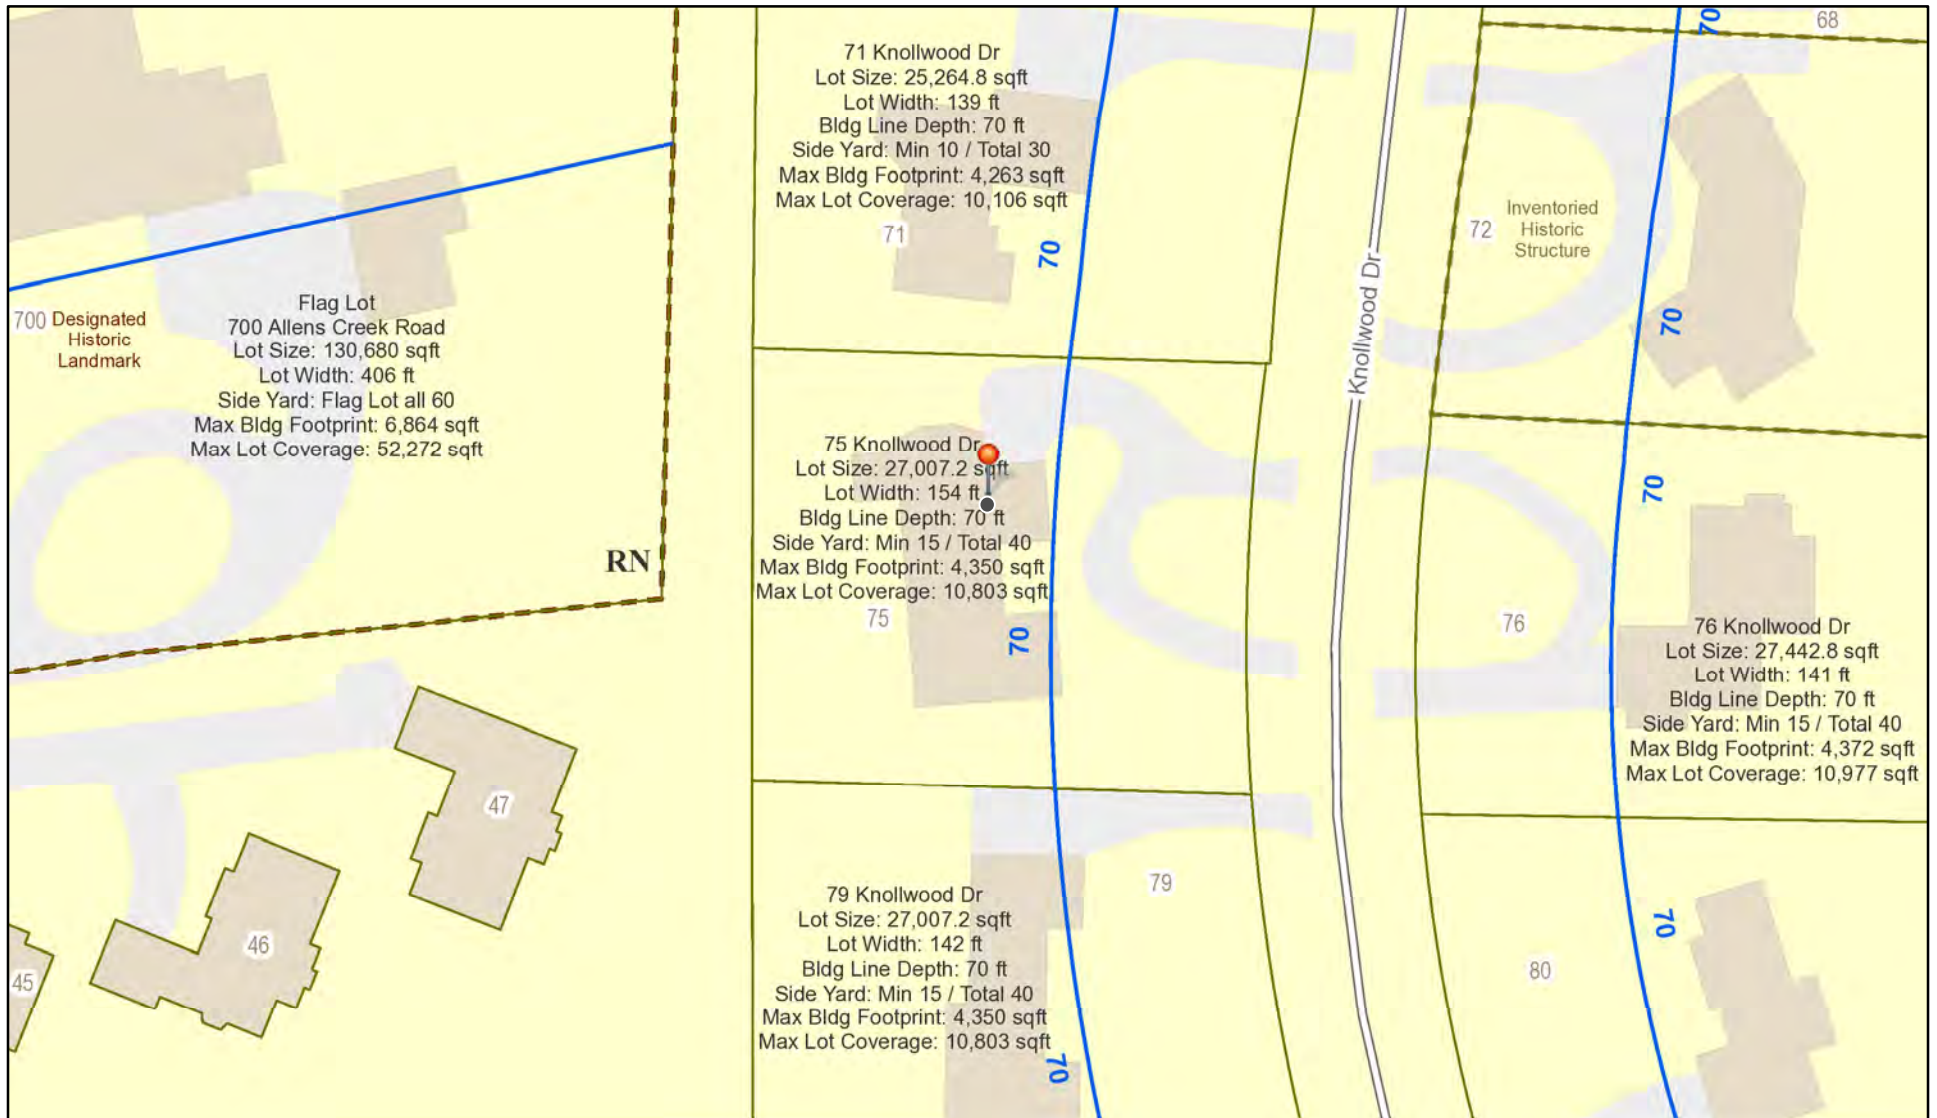 70
68
71 Knollwood Dr
Lot Size: 25,264.8 sqft
Lot Width: 139 ft
Bldg Line Depth: 70 ft
Side Yard: Min 10 / Total 30
Max Bldg Footprint: 4,263 sqft
Max Lot Coverage: 10,106 sqft
71
70
72
Inventoried
Historic
Structure
Knollwood Dr
70
700
Designated
Historic
Landmark
Flag Lot
700 Allens Creek Road
Lot Size: 130,680 sqft
Lot Width: 406 ft
Side Yard: Flag Lot all 60
Max Bldg Footprint: 6,864 sqft
Max Lot Coverage: 52,272 sqft
RN
75 Knollwood Dr
Lot Size: 27,007.2 sqft
Lot Width: 154 ft
Bldg Line Depth: 70 ft
Side Yard: Min 15 / Total 40
Max Bldg Footprint: 4,350 sqft
Max Lot Coverage: 10,803 sqft
75
70
70
76
76 Knollwood Dr
Lot Size: 27,442.8 sqft
Lot Width: 141 ft
Bldg Line Depth: 70 ft
Side Yard: Min 15 / Total 40
Max Bldg Footprint: 4,372 sqft
Max Lot Coverage: 10,977 sqft
47
46
45
79 Knollwood Dr
Lot Size: 27,007.2 sqft
Lot Width: 142 ft
Bldg Line Depth: 70 ft
Side Yard: Min 15 / Total 40
Max Bldg Footprint: 4,350 sqft
Max Lot Coverage: 10,803 sqft
79
70
80
70